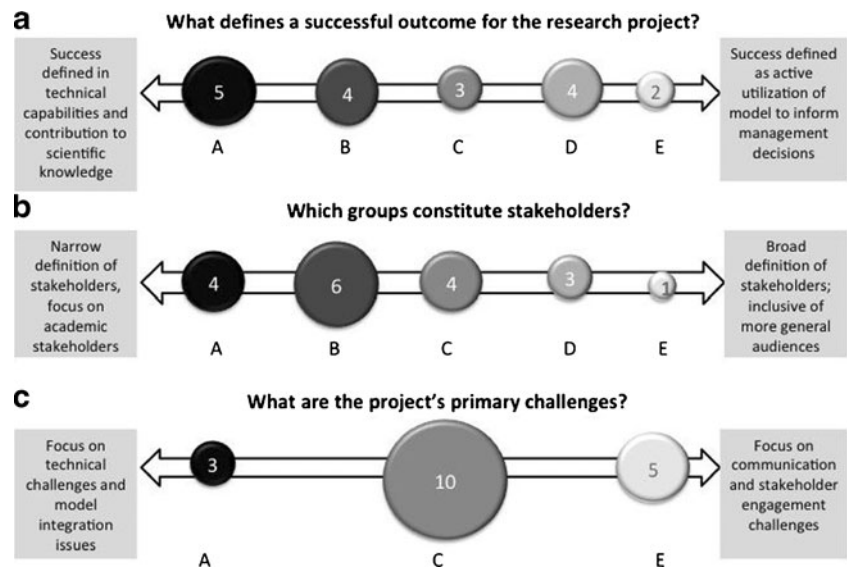 a
What defines a successful outcome for the research project?
Success
defined in
technical
capabilities and
contribution to
scientific
knowledge
5
4
3
4
2
A
B
C
D
E
Success defined
as active
utilization of
model to inform
management
decisions
b
Which groups constitute stakeholders?
Narrow
definition of
stakeholders,
focus on
academic
stakeholders
4
6
4
3
1
A
B
C
D
E
Broad
definition of
stakeholders;
inclusive of
more general
audiences
c
What are the project's primary challenges?
Focus on
technical
challenges and
model
integration
issues
3
10
5
A
C
E
Focus on
communication
and stakeholder
engagement
challenges